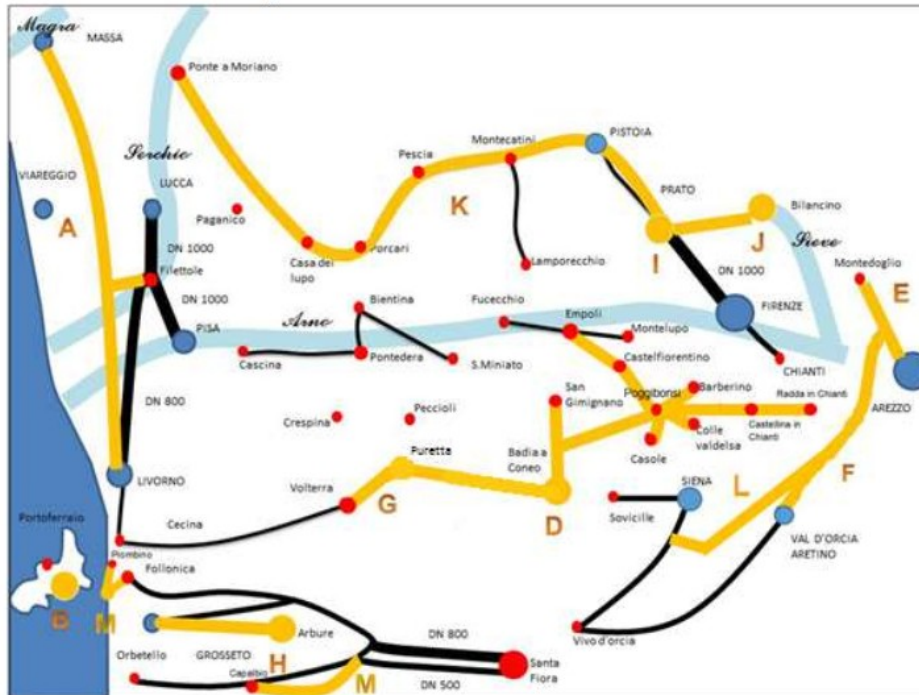 Magra
MASSA
Ponte a Moriano
Serchio
VIAREGGIO
LUCCA
A
Paganico
Pescia
Montecatini
PISTOIA
K
PRATO
Bilancino
J
Sieve
I
DN 1000
Casa del
lupo
Porcari
Lamporecchio
Montedoglio
E
DN 1000
Filettole
DN 1000
FIRENZE
Bientina
Fucecchio
Empoli
Arno
PISA
Montelupo
Cascina
Pontedera
S.Miniato
Castelfiorentino
CHIANTI
San
Gimignano
Poggibonsi
Barberino
Radda in Chianti
AREZZO
DN 800
Crespina
Peccioli
Castellina in
Chianti
Colle
valdelsa
Casole
Puretta
Badia a
Coneo
LIVORNO
Volterra
G
D
SIENA
L
F
Sovicille
Portoferraio
Cecina
VAL D'ORCIA
ARETINO
Piombino
Follonica
B
M
Arbure
DN 800
Vivo d'orcia
Orbetello
GROSSETO
H
Capalbio
M
DN 500
Santa
Fiora